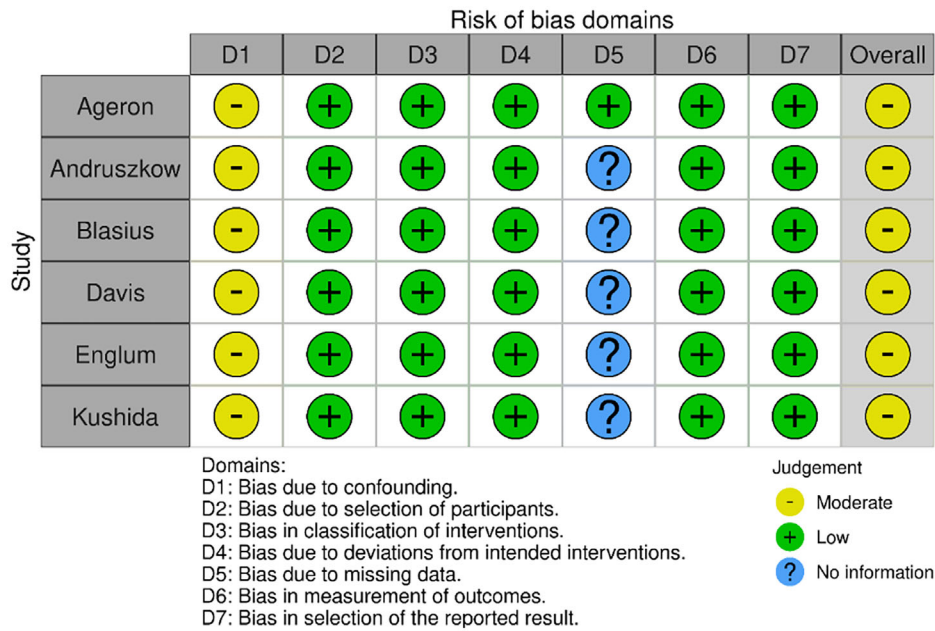 Risk of bias domains
D1 D2 D3 D4 D5 D6 D7 Overall
Study
Ageron - + + + + + + -
Andruszkow - + + + ? + + -
Blasius - + + + ? + + -
Davis - + + + ? + + -
Englum - + + + ? + + -
Kushida - + + + ? + + -
Domains:
D1: Bias due to confounding.
D2: Bias due to selection of participants.
D3: Bias in classification of interventions.
D4: Bias due to deviations from intended interventions.
D5: Bias due to missing data.
D6: Bias in measurement of outcomes.
D7: Bias in selection of the reported result.
Judgement
- Moderate
+ Low
? No information